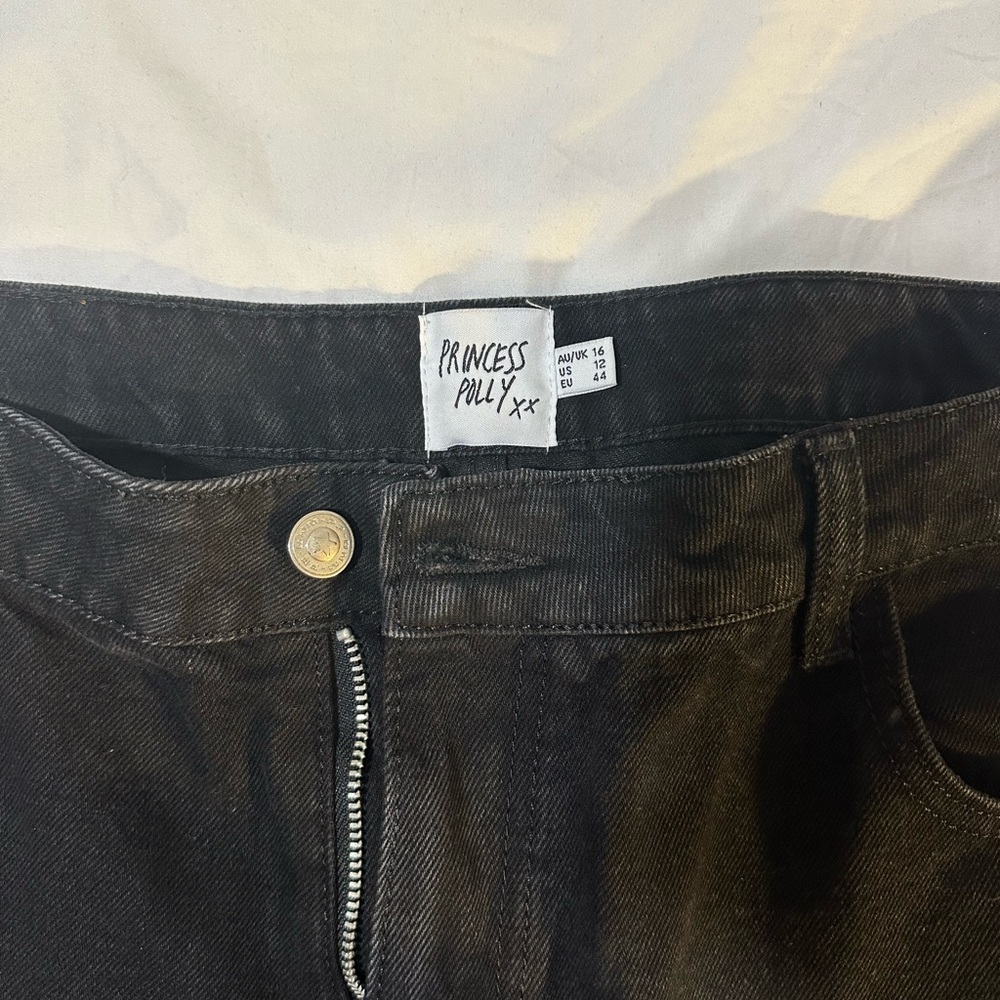 PRINCESS
POLLY xx
AU/UK 16
US 12
EU 44